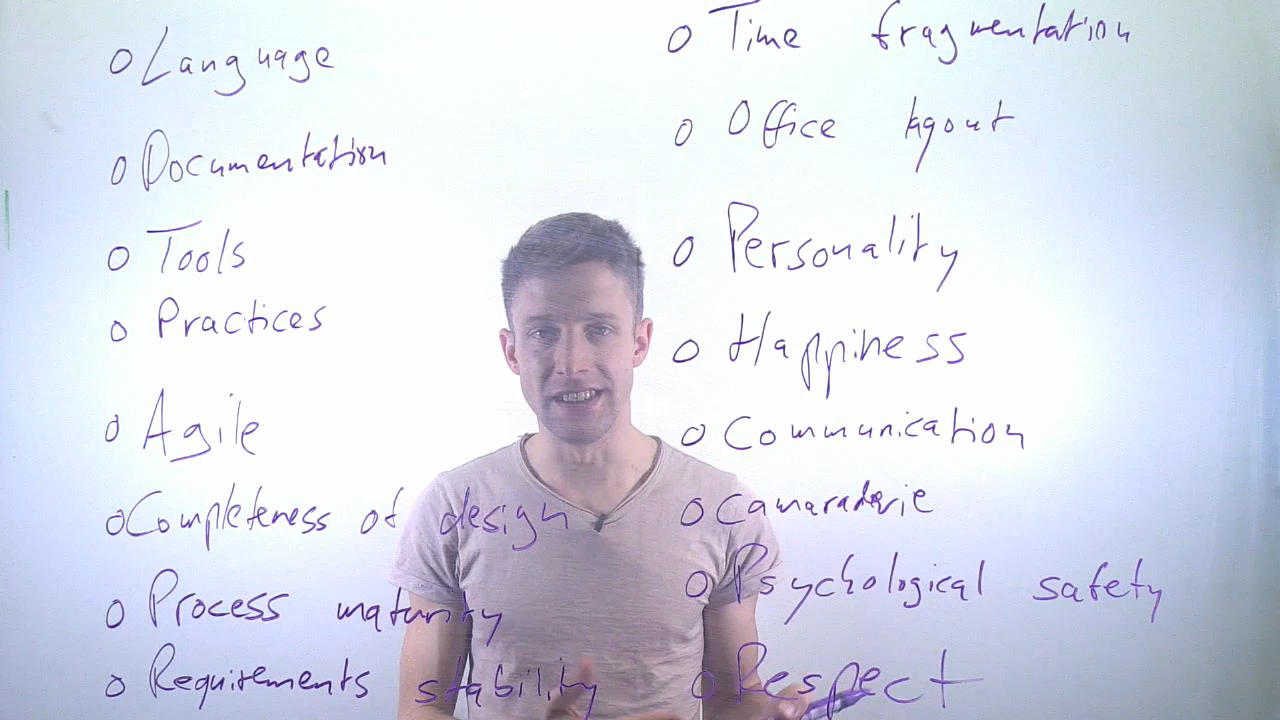 o Language
o Documentation
o Tools
o Practices
o Agile
o Completeness of design
o Process maturity
o Requirements stability
o Time fragmentation
o Office layout
o Personality
o Happiness
o Communication
o Camaraderie
o Psychological safety
o Respect